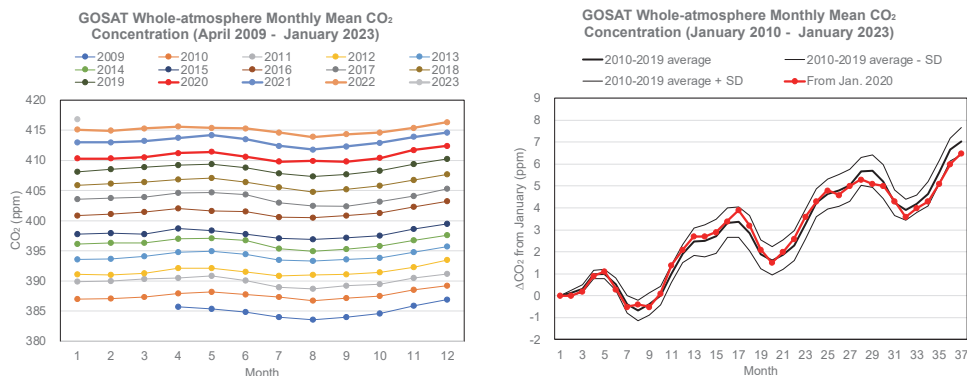 GOSAT Whole-atmosphere Monthly Mean CO₂
Concentration (April 2009 - January 2023)
2009 2010 2011 2012 2013
2014 2015 2016 2017 2018
2019 2020 2021 2022 2023
420
415
410
405
400
395
390
385
380
CO₂ (ppm)
1 2 3 4 5 6 7 8 9 10 11 12
Month
GOSAT Whole-atmosphere Monthly Mean CO₂
Concentration (January 2010 - January 2023)
2010-2019 average 2010-2019 average - SD
2010-2019 average + SD From Jan. 2020
9
8
7
6
5
4
3
2
1
0
-1
-2
ΔCO₂ from January (ppm)
1 3 5 7 9 11 13 15 17 19 21 23 25 27 29 31 33 35 37
Month